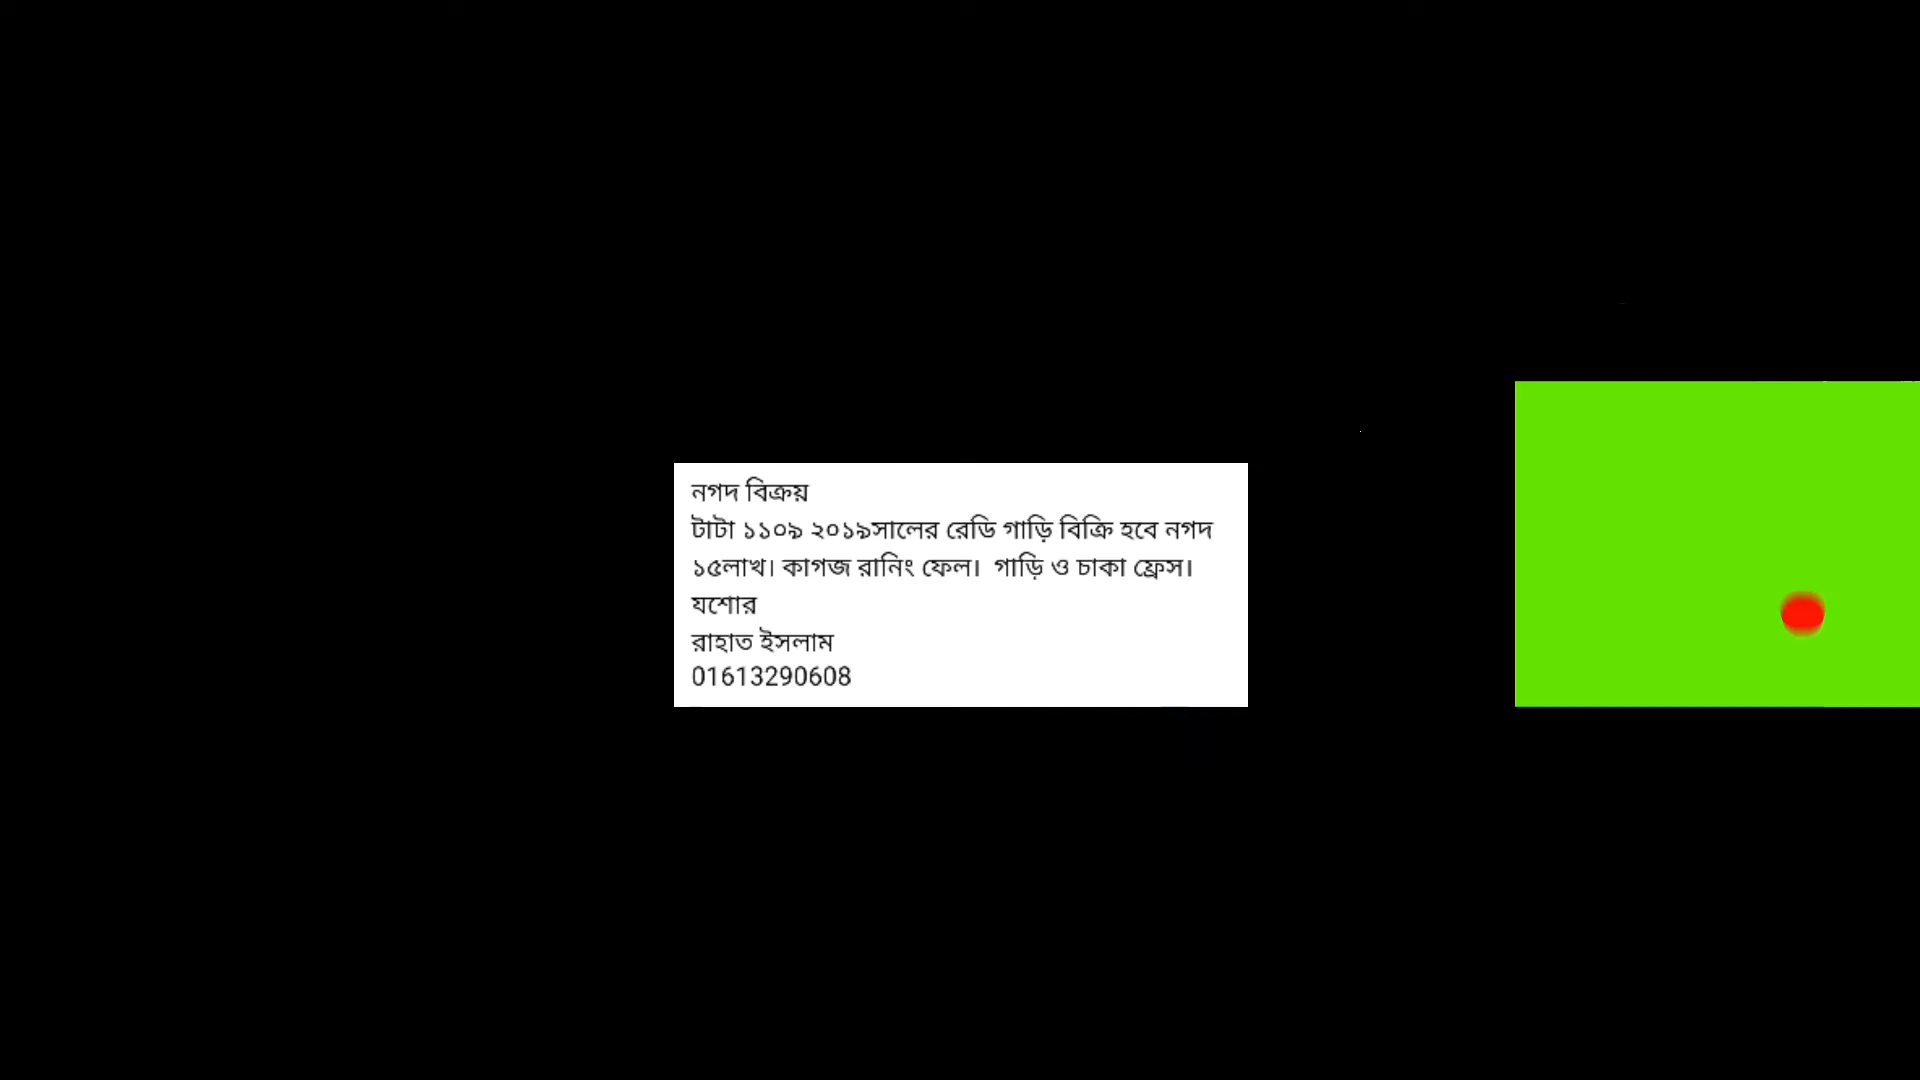 নগদ বিক্রয়
টাটা ১১০৯ ২০১৯সালের রেডি গাড়ি বিক্রি হবে নগদ
১৫লাখ। কাগজ রানিং ফেল।  গাড়ি ও চাকা ফ্রেস।
যশোর
রাহাত ইসলাম
01613290608